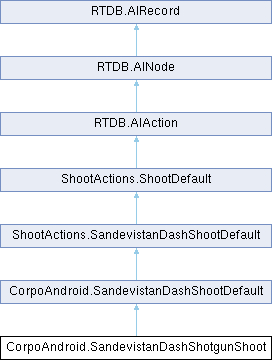 RTDB.AIRecord
RTDB.AINode
RTDB.AIAction
ShootActions.ShootDefault
ShootActions.SandevistanDashShootDefault
CorpoAndroid.SandevistanDashShootDefault
CorpoAndroid.SandevistanDashShotgunShoot